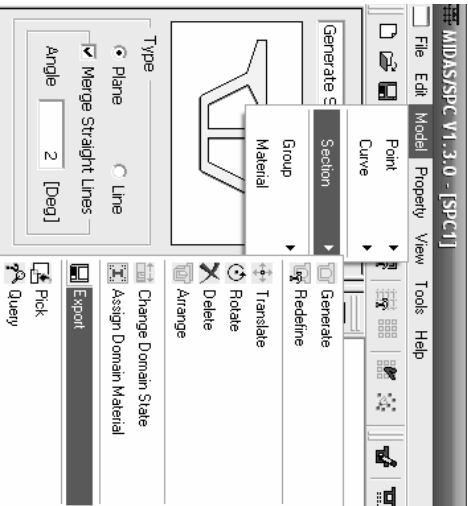 MIDAS/SPC V1.3.0 - [SPC1]
File Edit Model Property View Tools Help
Point
Curve
Section
Group
Material
Generate
Redefine
Translate
Rotate
Delete
Arrange
Change Domain State
Assign Domain Material
Export
Pick
Query
Generate S
Type
Plane
Line
Merge Straight Lines
Angle 2 [Deg]